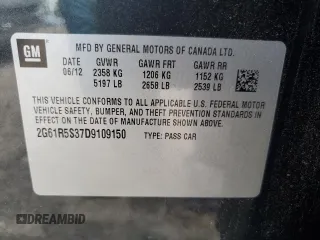 GM
MFD BY GENERAL MOTORS OF CANADA LTD.
DATE GVWR GAWR FRT GAWR RR
06/12 2358 KG 1206 KG 1152 KG
5197 LB 2658 LB 2539 LB
THIS VEHICLE CONFORMS TO ALL APPLICABLE U.S. FEDERAL MOTOR
VEHICLE SAFETY, BUMPER, AND THEFT PREVENTION STANDARDS IN
EFFECT ON THE DATE OF MANUFACTURE SHOWN ABOVE.
2G61R5S37D9109150 TYPE: PASS CAR
AUTOHELPERBOT.COM